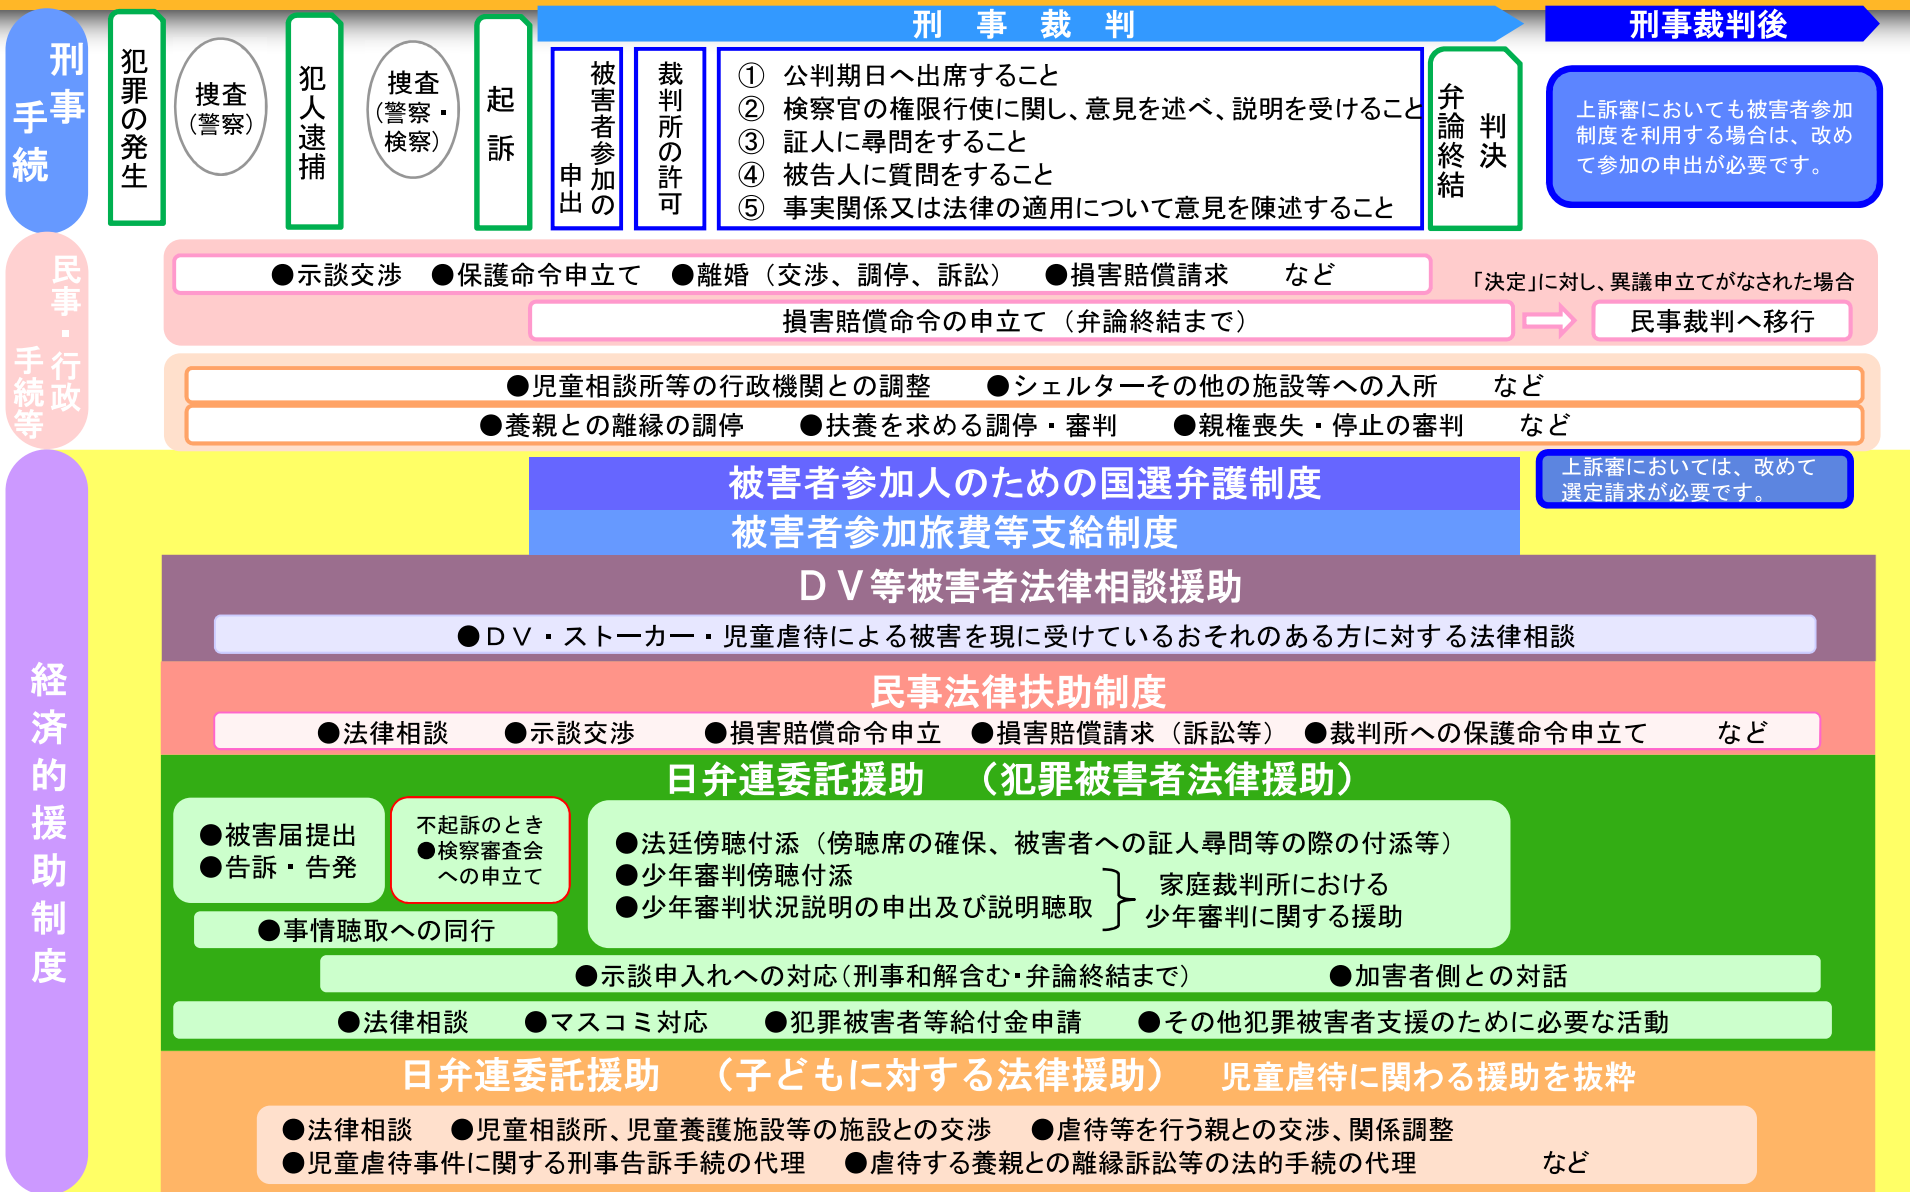 刑事
手続
犯罪の発生
捜査
（警察）
犯人逮捕
捜査
（警察・
検察）
起訴
刑　事　裁　判
被害者参加の
申出
裁判所の許可
①　公判期日へ出席すること
②　検察官の権限行使に関し、意見を述べ、説明を受けること
③　証人に尋問をすること
④　被告人に質問をすること
⑤　事実関係又は法律の適用について意見を陳述すること
弁論終結
判決
刑事裁判後
上訴審においても被害者参加
制度を利用する場合は、改め
て参加の申出が必要です。
民事・行政
手続等
●示談交渉　●保護命令申立て　●離婚（交渉、調停、訴訟）　●損害賠償請求　　など
「決定」に対し、異議申立てがなされた場合
損害賠償命令の申立て（弁論終結まで）
民事裁判へ移行
●児童相談所等の行政機関との調整　　●シェルターその他の施設等への入所　　など
●養親との離縁の調停　　●扶養を求める調停・審判　　●親権喪失・停止の審判　　など
経済的援助制度
被害者参加人のための国選弁護制度
上訴審においては、改めて
選定請求が必要です。
被害者参加旅費等支給制度
ＤＶ等被害者法律相談援助
●ＤＶ・ストーカー・児童虐待による被害を現に受けているおそれのある方に対する法律相談
民事法律扶助制度
●法律相談　　●示談交渉　　●損害賠償命令申立　●損害賠償請求（訴訟等）　●裁判所への保護命令申立て　　など
日弁連委託援助　（犯罪被害者法律援助）
●被害届提出
●告訴・告発
不起訴のとき
●検察審査会
への申立て
●法廷傍聴付添（傍聴席の確保、被害者への証人尋問等の際の付添等）
●少年審判傍聴付添
●少年審判状況説明の申出及び説明聴取
家庭裁判所における
少年審判に関する援助
●事情聴取への同行
●示談申入れへの対応（刑事和解含む・弁論終結まで）　　●加害者側との対話
●法律相談　　●マスコミ対応　　●犯罪被害者等給付金申請　　●その他犯罪被害者支援のために必要な活動
日弁連委託援助　（子どもに対する法律援助）　児童虐待に関わる援助を抜粋
●法律相談　●児童相談所、児童養護施設等の施設との交渉　●虐待等を行う親との交渉、関係調整
●児童虐待事件に関する刑事告訴手続の代理　●虐待する養親との離縁訴訟等の法的手続の代理　　など